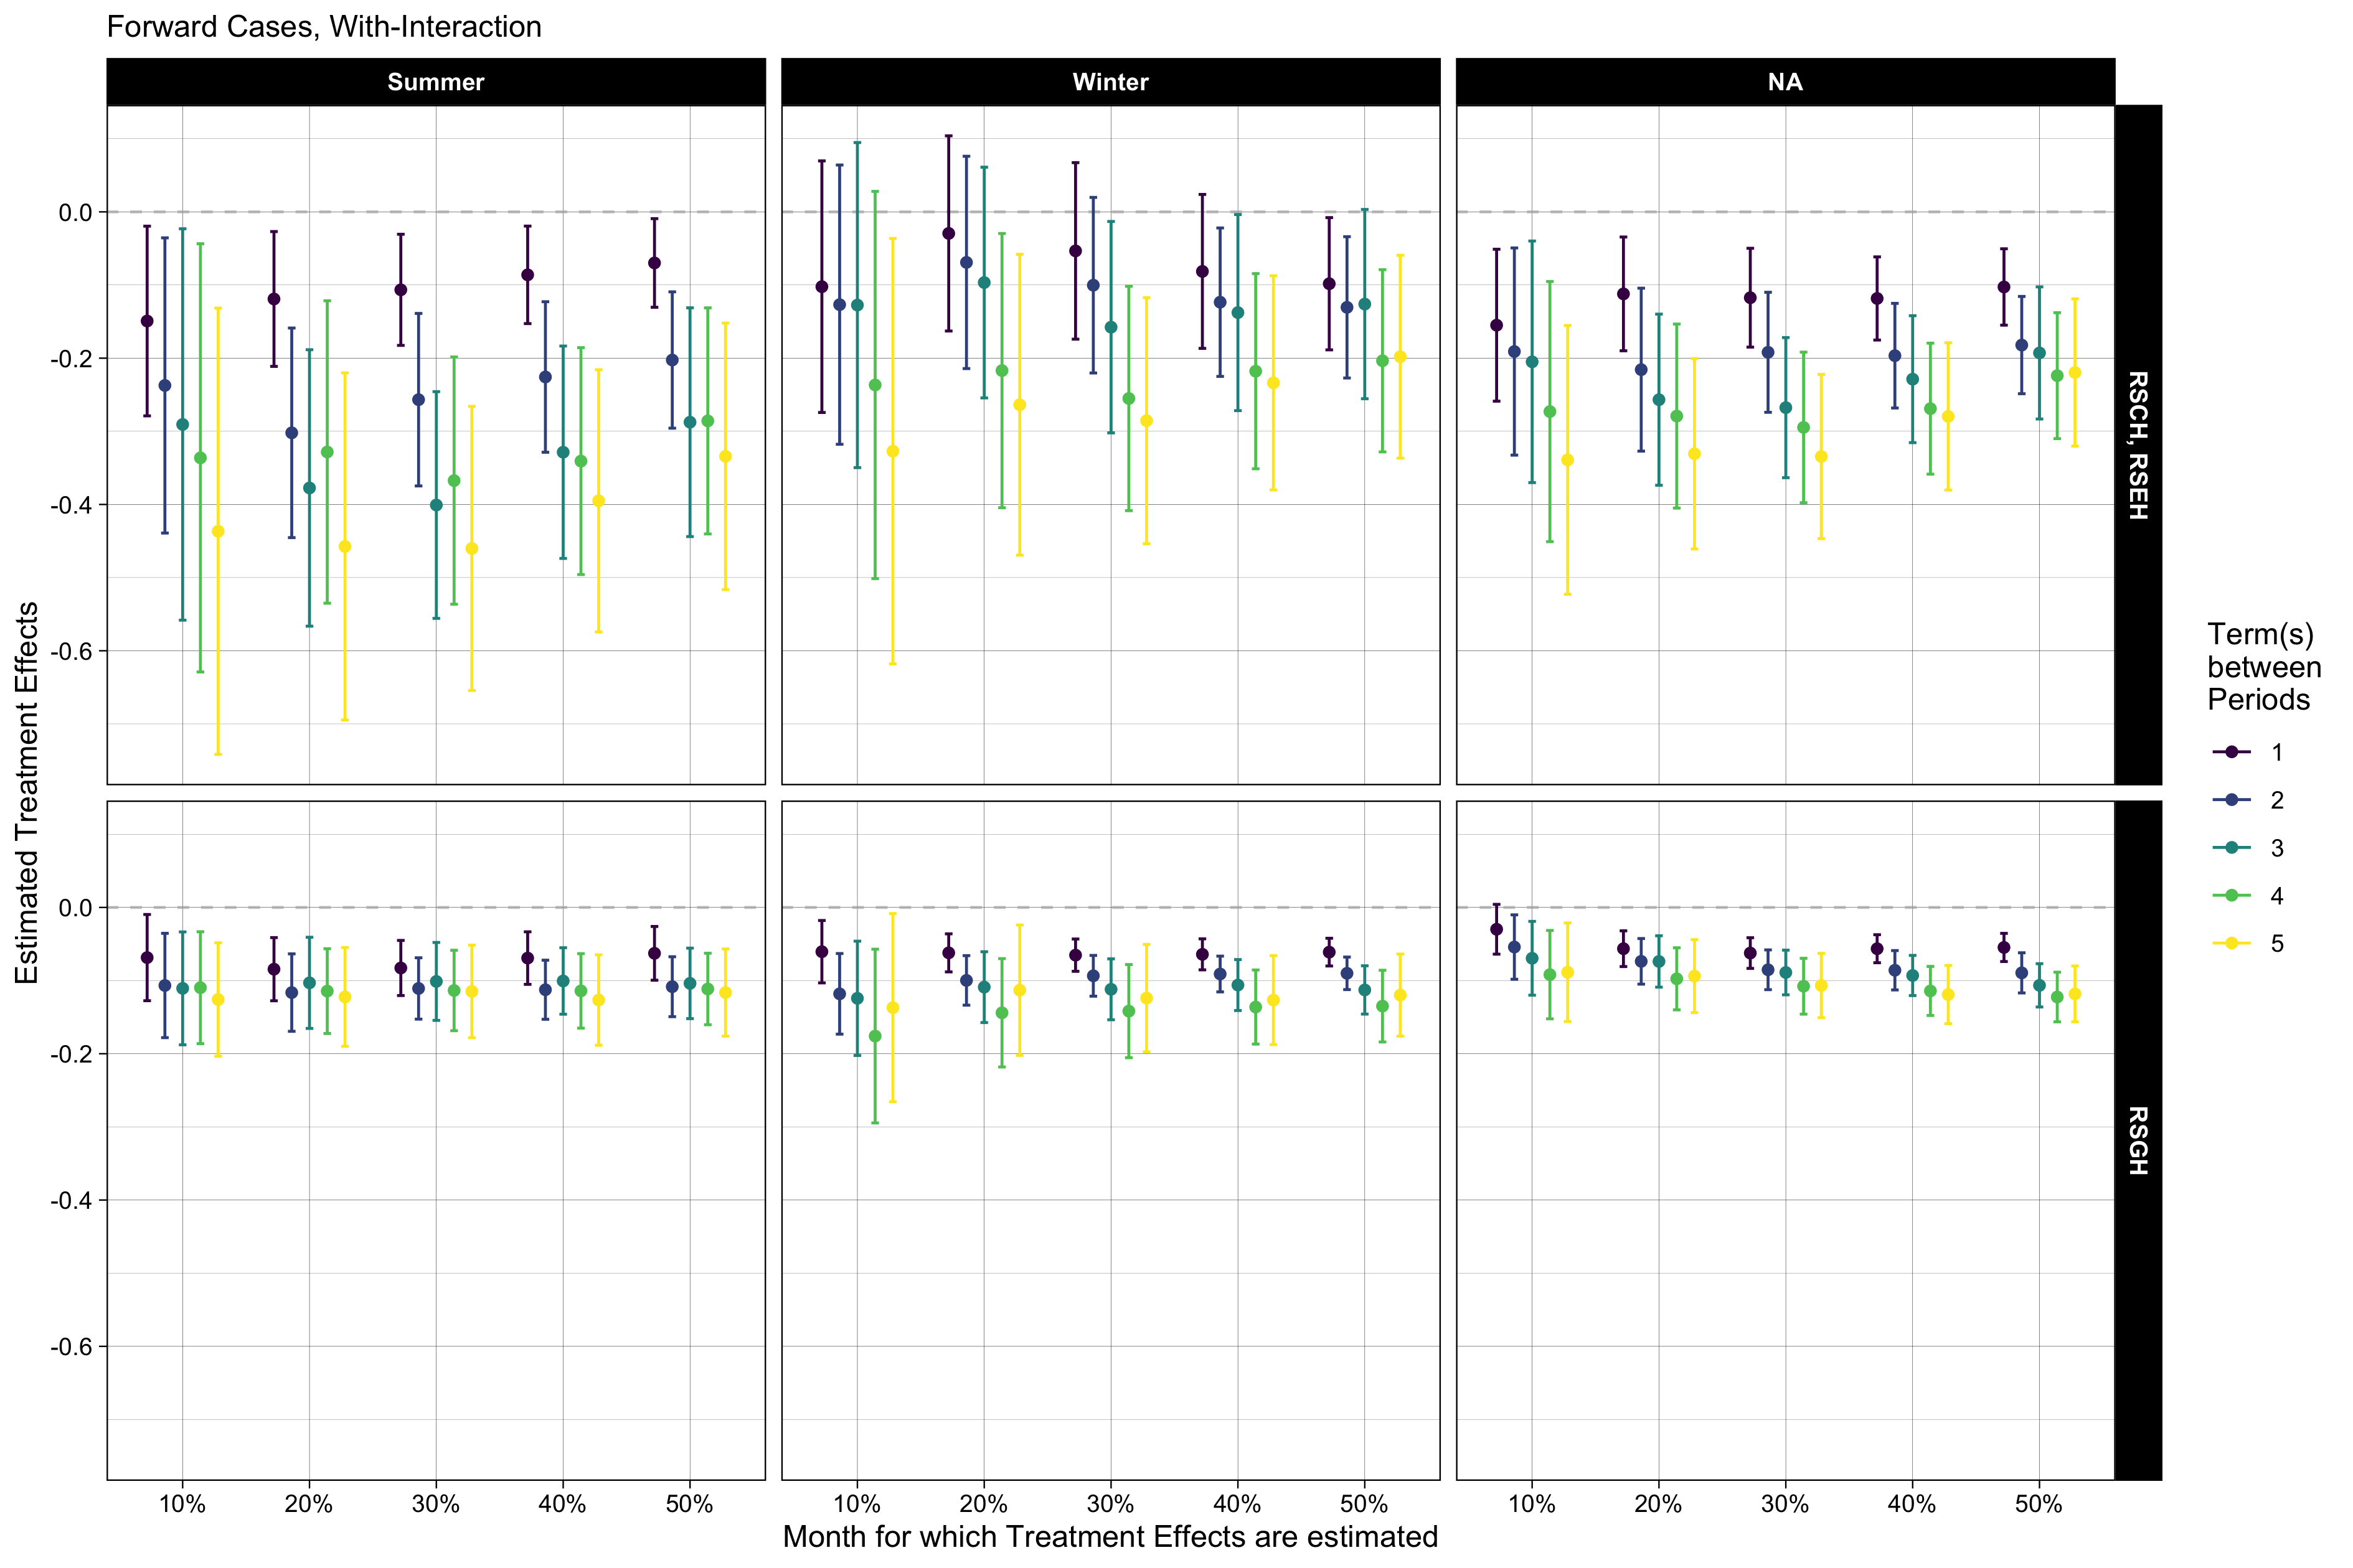 Forward Cases, With-Interaction
Summer
Winter
NA
0.0
-0.2
-0.4
-0.6
RSCH, RSEH
0.0
-0.2
-0.4
-0.6
RSGH
Estimated Treatment Effects
10%
20%
30%
40%
50%
10%
20%
30%
40%
50%
10%
20%
30%
40%
50%
Month for which Treatment Effects are estimated
Term(s)
between
Periods
1
2
3
4
5